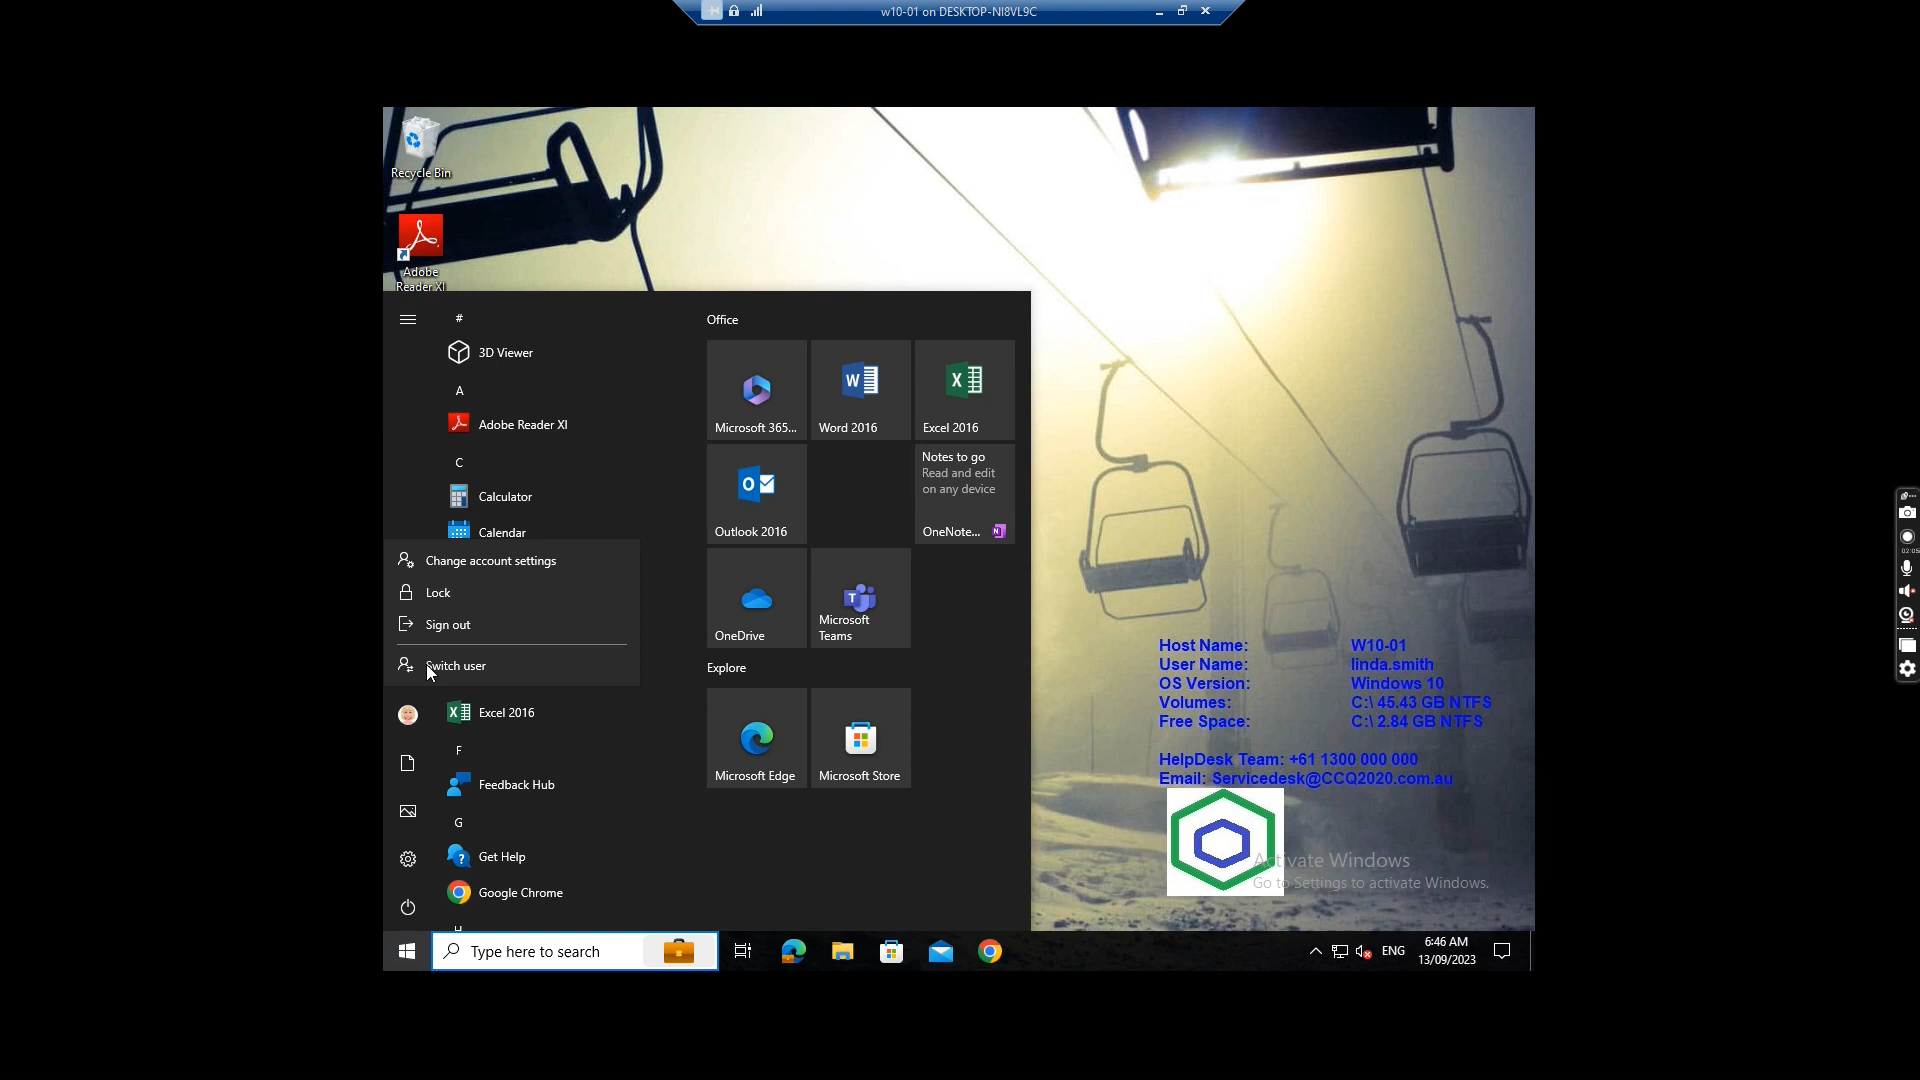 w10-01 on DESKTOP-NI8VL9C
Recycle Bin
Adobe
Reader XI
#
3D Viewer
A
Adobe Reader XI
C
Calculator
Calendar
Change account settings
Lock
Sign out
Switch user
Excel 2016
F
Feedback Hub
G
Get Help
Google Chrome
H
Office
Microsoft 365...
Word 2016
Excel 2016
Outlook 2016
Notes to go
Read and edit
on any device
OneNote...
OneDrive
Microsoft
Teams
Explore
Microsoft Edge
Microsoft Store
Host Name: W10-01
User Name: linda.smith
OS Version: Windows 10
Volumes: C:\ 45.43 GB NTFS
Free Space: C:\ 2.84 GB NTFS
HelpDesk Team: +61 1300 000 000
Email: Servicedesk@CCQ2020.com.au
Activate Windows
Go to Settings to activate Windows.
Type here to search
ENG
6:46 AM
13/09/2023
02:05